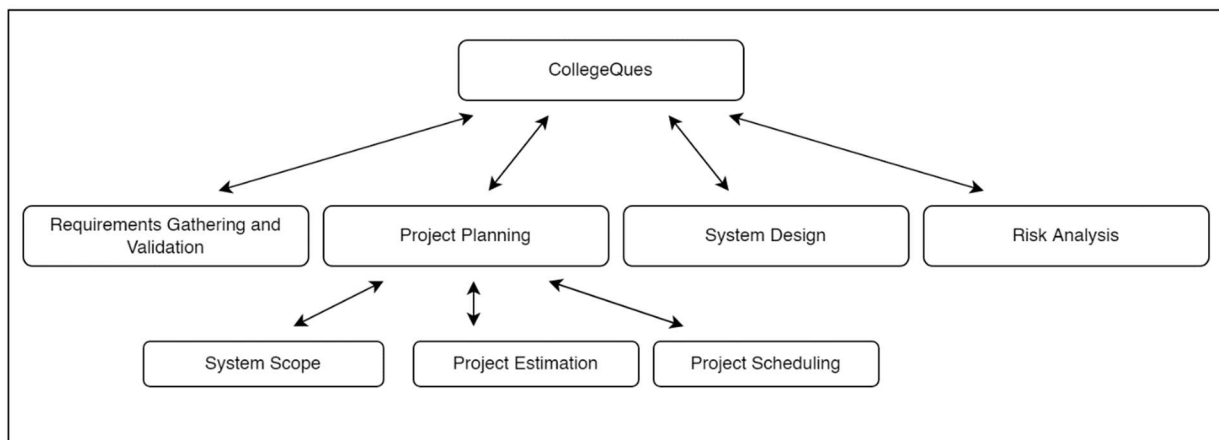 CollegeQues
Requirements Gathering and
Validation
Project Planning
System Design
Risk Analysis
System Scope
Project Estimation
Project Scheduling